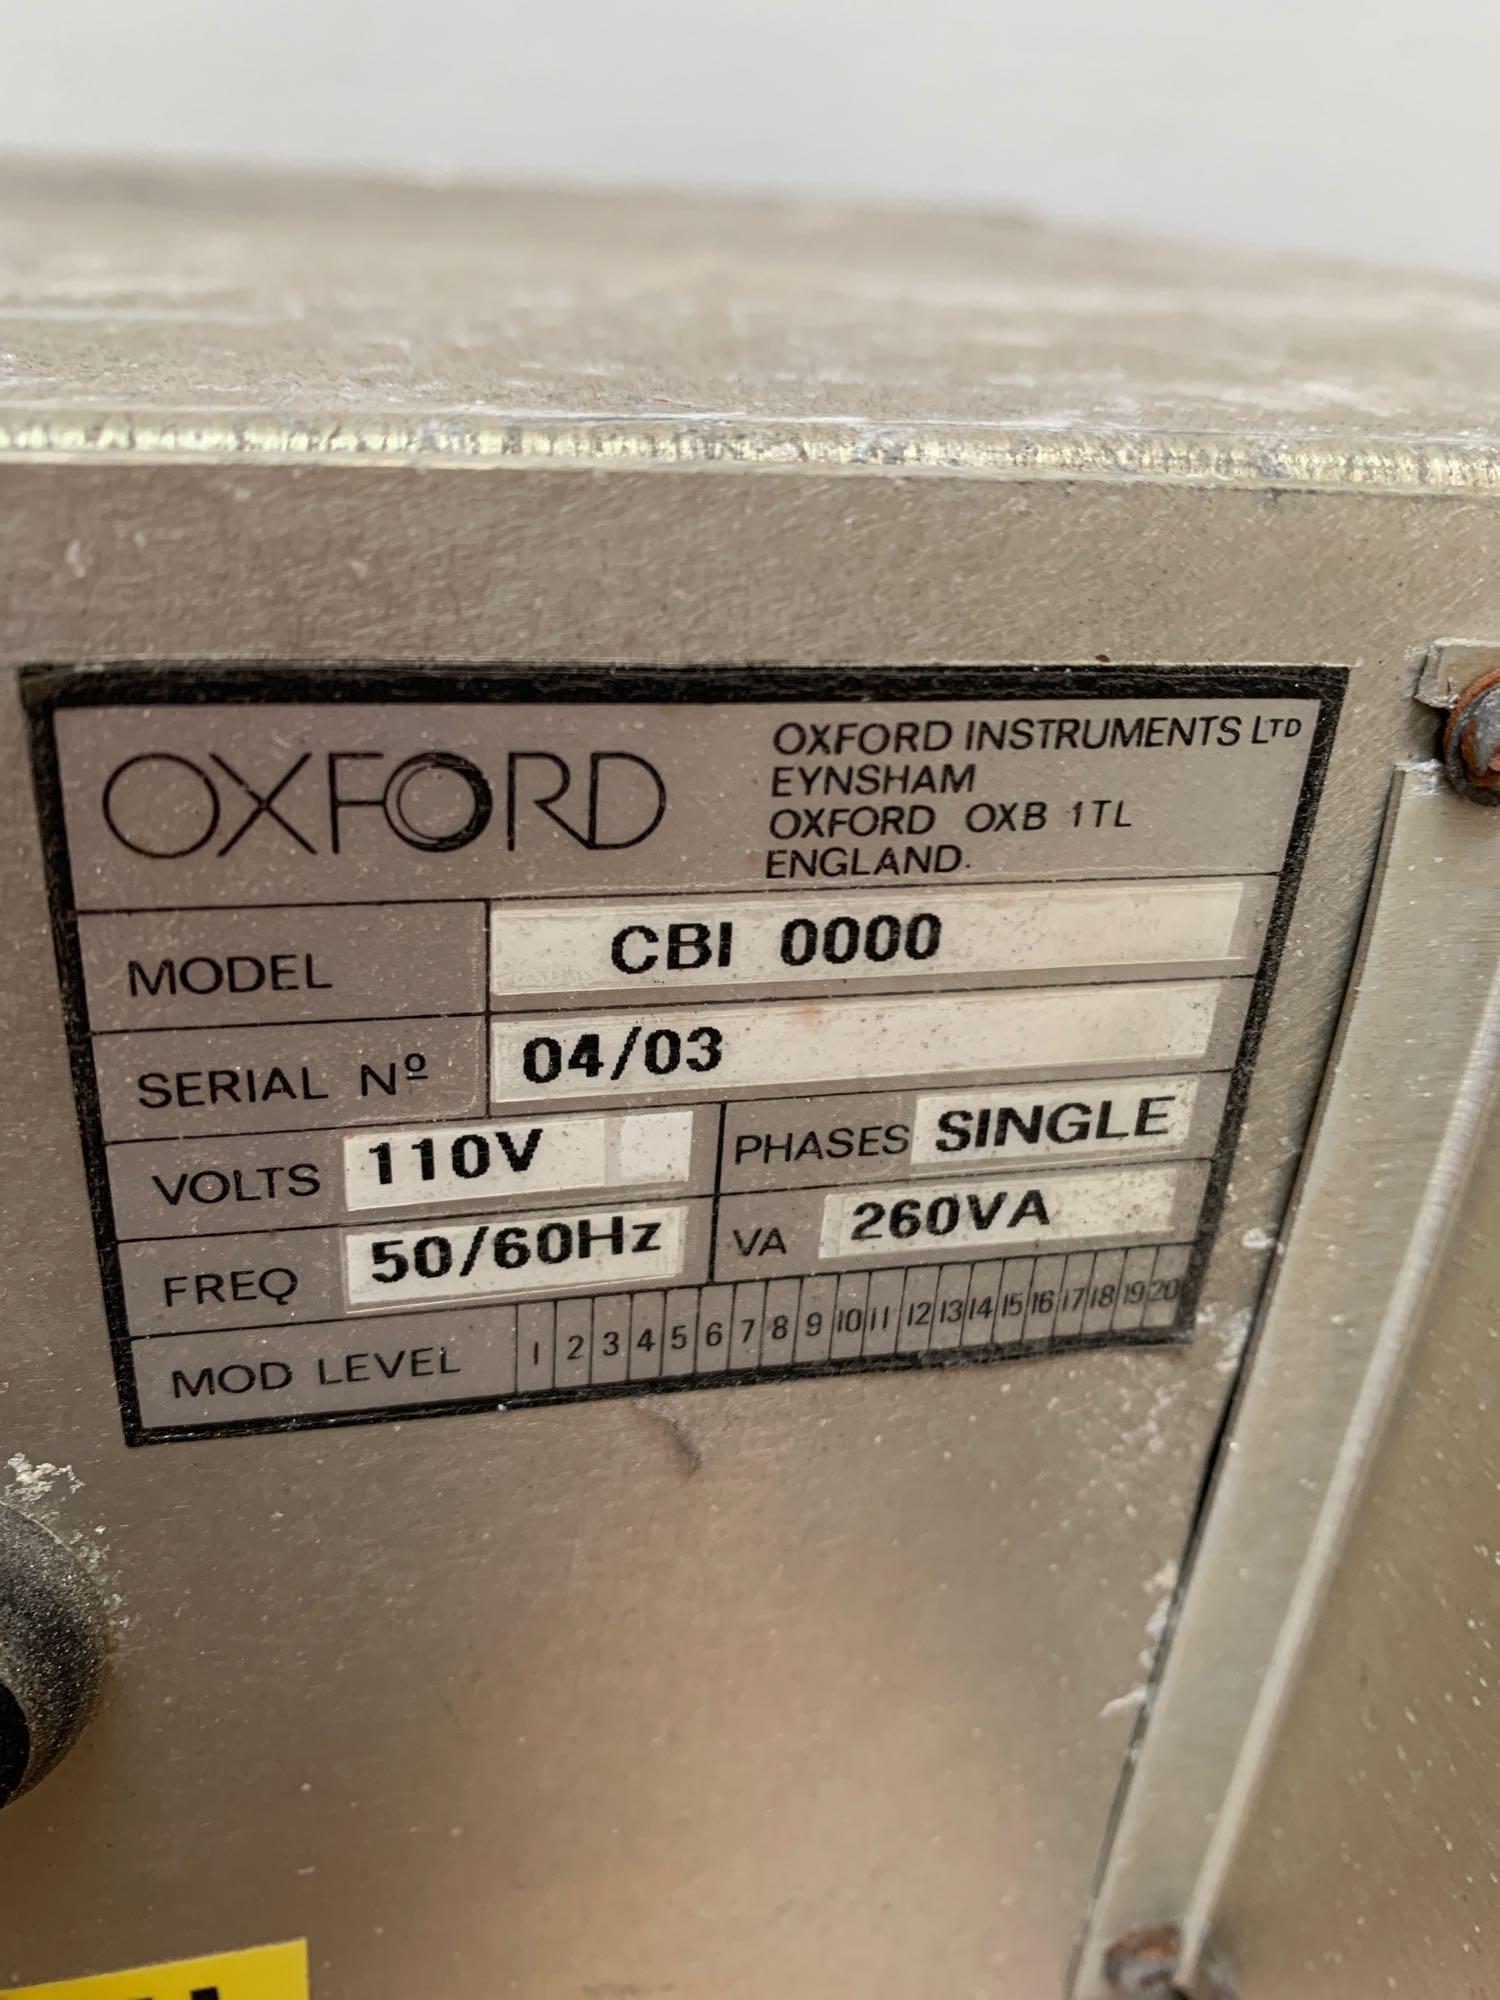 OXFORD
OXFORD INSTRUMENTS LTD
EYNSHAM
OXFORD OXB 1TL
ENGLAND.
MODEL CBI 0000
SERIAL Nº 04/03
VOLTS 110V PHASES SINGLE
FREQ 50/60Hz VA 260VA
MOD LEVEL 1 2 3 4 5 6 7 8 9 10 11 12 13 14 15 16 17 18 19 20